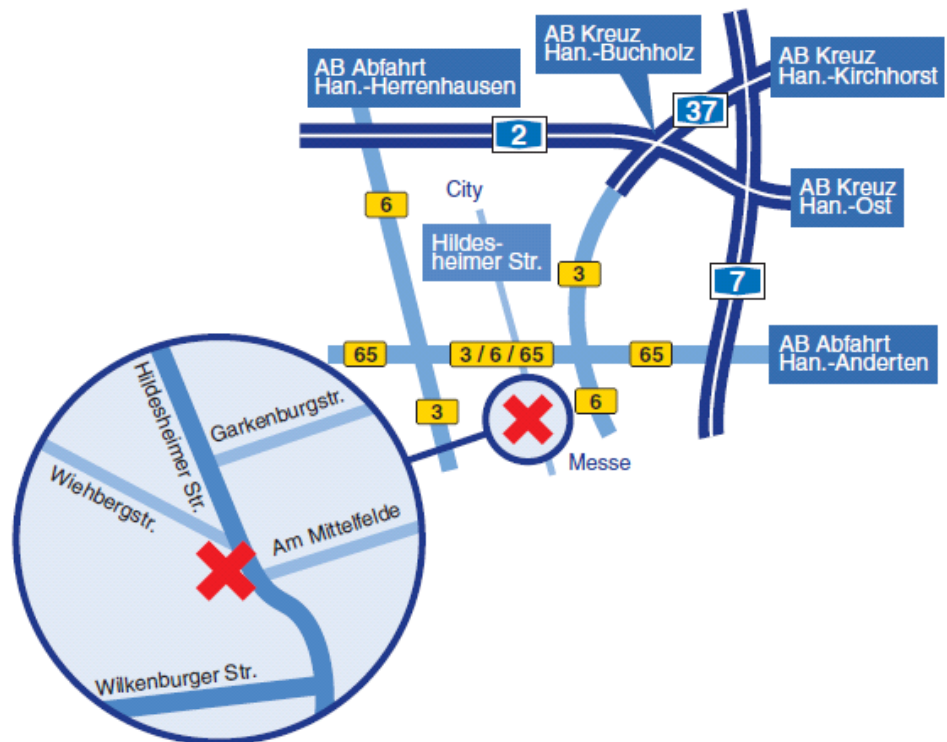 AB Kreuz
Han.-Buchholz
AB Kreuz
Han.-Kirchhorst
AB Abfahrt
Han.-Herrenhausen
37
2
City
AB Kreuz
Han.-Ost
6
Hildes-
heimer Str.
3
7
65
3 / 6 / 65
65
AB Abfahrt
Han.-Anderten
3
6
Messe
Hildesheimer Str.
Garkenburgstr.
Wiehbergstr.
Am Mittelfelde
Wilkenburger Str.